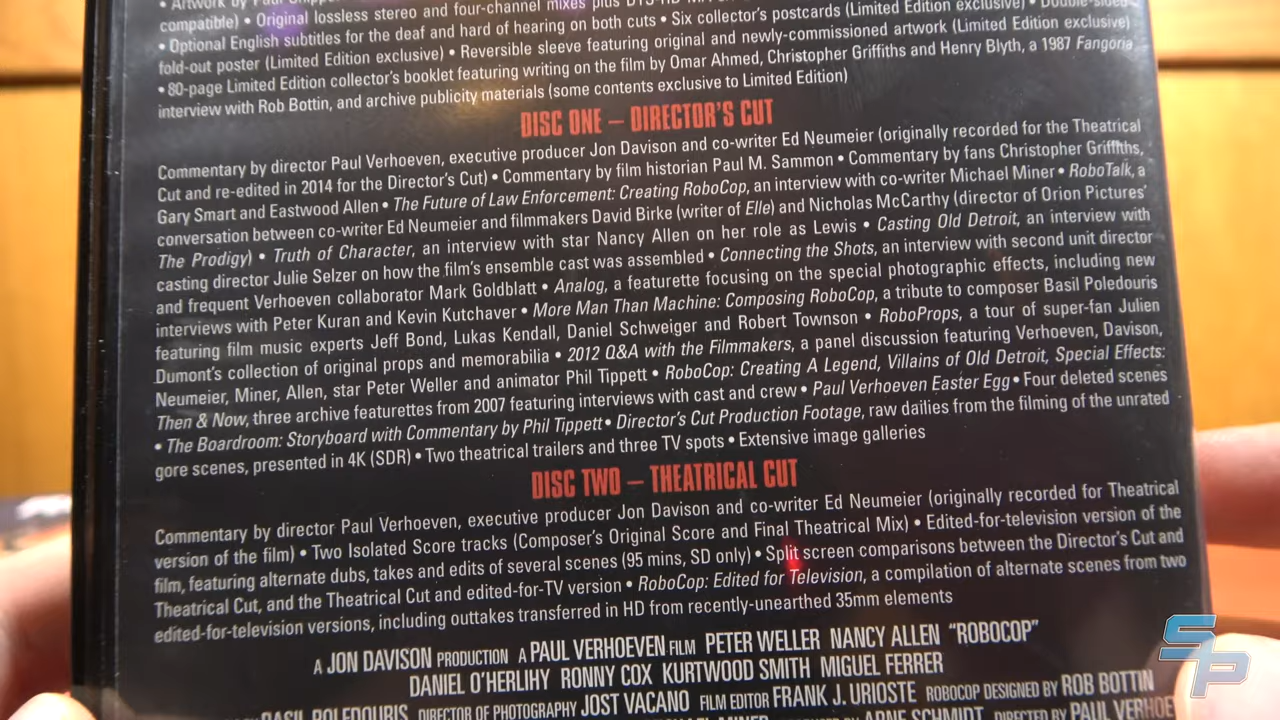 • Artwork by Paul
compatible) • Original lossless stereo and four-channel mixes plus DTS-HD
• Optional English subtitles for the deaf and hard of hearing on both cuts • Six collector's postcards (Limited Edition exclusive) • Double-sided
fold-out poster (Limited Edition exclusive) • Reversible sleeve featuring original and newly-commissioned artwork (Limited Edition exclusive)
• 80-page Limited Edition collector's booklet featuring writing on the film by Omar Ahmed, Christopher Griffiths and Henry Blyth, a 1987 Fangoria
interview with Rob Bottin, and archive publicity materials (some contents exclusive to Limited Edition)
DISC ONE – DIRECTOR'S CUT
Commentary by director Paul Verhoeven, executive producer Jon Davison and co-writer Ed Neumeier (originally recorded for the Theatrical
Cut and re-edited in 2014 for the Director's Cut) • Commentary by film historian Paul M. Sammon • Commentary by fans Christopher Griffiths,
Gary Smart and Eastwood Allen • The Future of Law Enforcement: Creating RoboCop, an interview with co-writer Michael Miner • RoboTalk, a
conversation between co-writer Ed Neumeier and filmmakers David Birke (writer of Elle) and Nicholas McCarthy (director of Orion Pictures'
The Prodigy) • Truth of Character, an interview with star Nancy Allen on her role as Lewis • Casting Old Detroit, an interview with
casting director Julie Selzer on how the film's ensemble cast was assembled • Connecting the Shots, an interview with second unit director
and frequent Verhoeven collaborator Mark Goldblatt • Analog, a featurette focusing on the special photographic effects, including new
interviews with Peter Kuran and Kevin Kutchaver • More Man Than Machine: Composing RoboCop, a tribute to composer Basil Poledouris
featuring film music experts Jeff Bond, Lukas Kendall, Daniel Schweiger and Robert Townson • RoboProps, a tour of super-fan Julien
Dumont's collection of original props and memorabilia • 2012 Q&A with the Filmmakers, a panel discussion featuring Verhoeven, Davison,
Neumeier, Miner, Allen, star Peter Weller and animator Phil Tippett • RoboCop: Creating A Legend, Villains of Old Detroit, Special Effects:
Then & Now, three archive featurettes from 2007 featuring interviews with cast and crew • Paul Verhoeven Easter Egg • Four deleted scenes
• The Boardroom: Storyboard with Commentary by Phil Tippett • Director's Cut Production Footage, raw dailies from the filming of the unrated
gore scenes, presented in 4K (SDR) • Two theatrical trailers and three TV spots • Extensive image galleries
DISC TWO – THEATRICAL CUT
Commentary by director Paul Verhoeven, executive producer Jon Davison and co-writer Ed Neumeier (originally recorded for Theatrical
version of the film) • Two Isolated Score tracks (Composer's Original Score and Final Theatrical Mix) • Edited-for-television version of the
film, featuring alternate dubs, takes and edits of several scenes (95 mins, SD only) • Split screen comparisons between the Director's Cut and
Theatrical Cut, and the Theatrical Cut and edited-for-TV version • RoboCop: Edited for Television, a compilation of alternate scenes from two
edited-for-television versions, including outtakes transferred in HD from recently-unearthed 35mm elements
A JON DAVISON PRODUCTION A PAUL VERHOEVEN FILM PETER WELLER NANCY ALLEN "ROBOCOP"
DANIEL O'HERLIHY RONNY COX KURTWOOD SMITH MIGUEL FERRER
BASIL POLEDOURIS DIRECTOR OF PHOTOGRAPHY JOST VACANO FILM EDITOR FRANK J. URIOSTE ROBOCOP DESIGNED BY ROB BOTTIN
ARNE SCHMIDT DIRECTED BY PAUL
SP